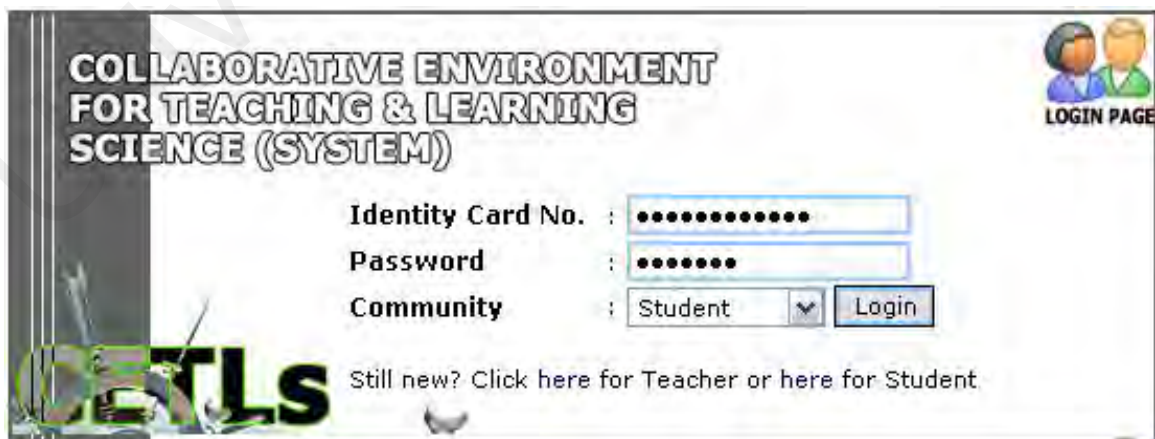 COLLABORATIVE ENVIRONMENT
FOR TEACHING & LEARNING
SCIENCE (SYSTEM)
LOGIN PAGE
Identity Card No. : ••••••••••••
Password : •••••••
Community : Student Login
CETLs
Still new? Click here for Teacher or here for Student